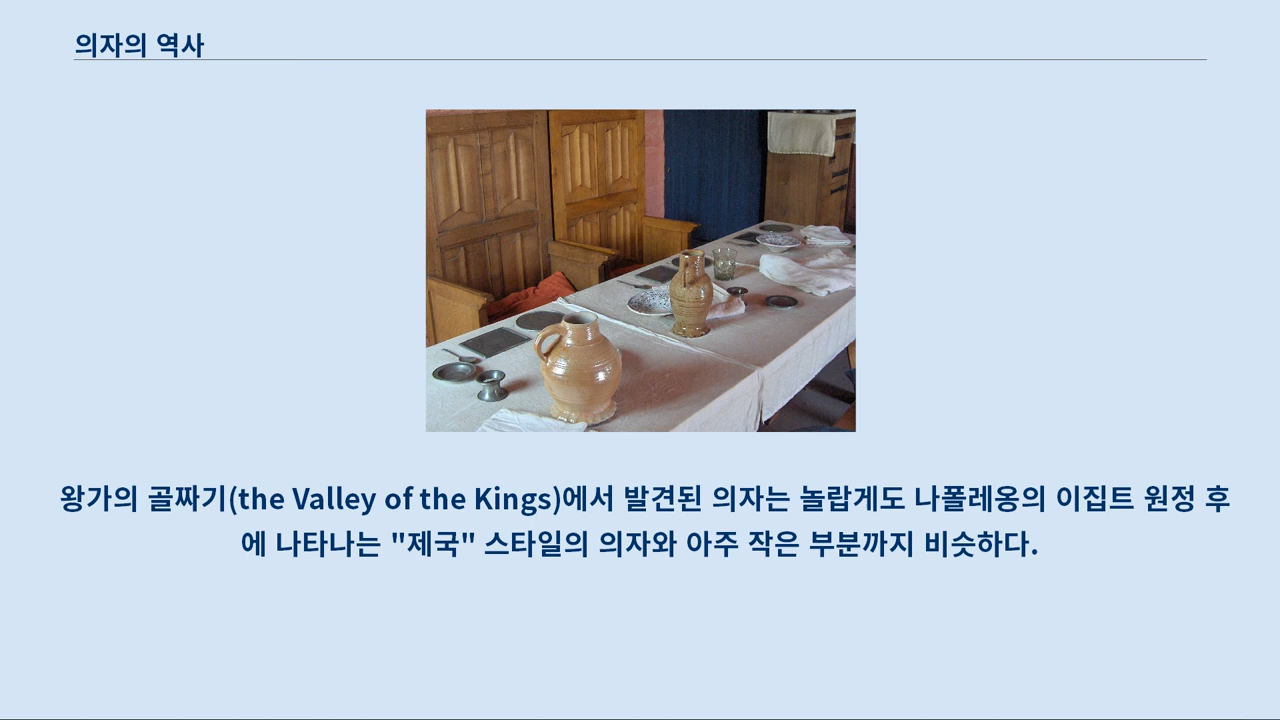 의자의 역사
왕가의 골짜기(the Valley of the Kings)에서 발견된 의자는 놀랍게도 나폴레옹의 이집트 원정 후
에 나타나는 "제국" 스타일의 의자와 아주 작은 부분까지 비슷하다.